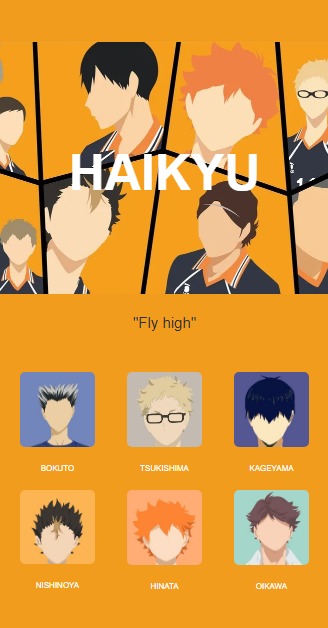 HAIKYU
"Fly high"
BOKUTO TSUKISHIMA KAGEYAMA
NISHINOYA HINATA OIKAWA